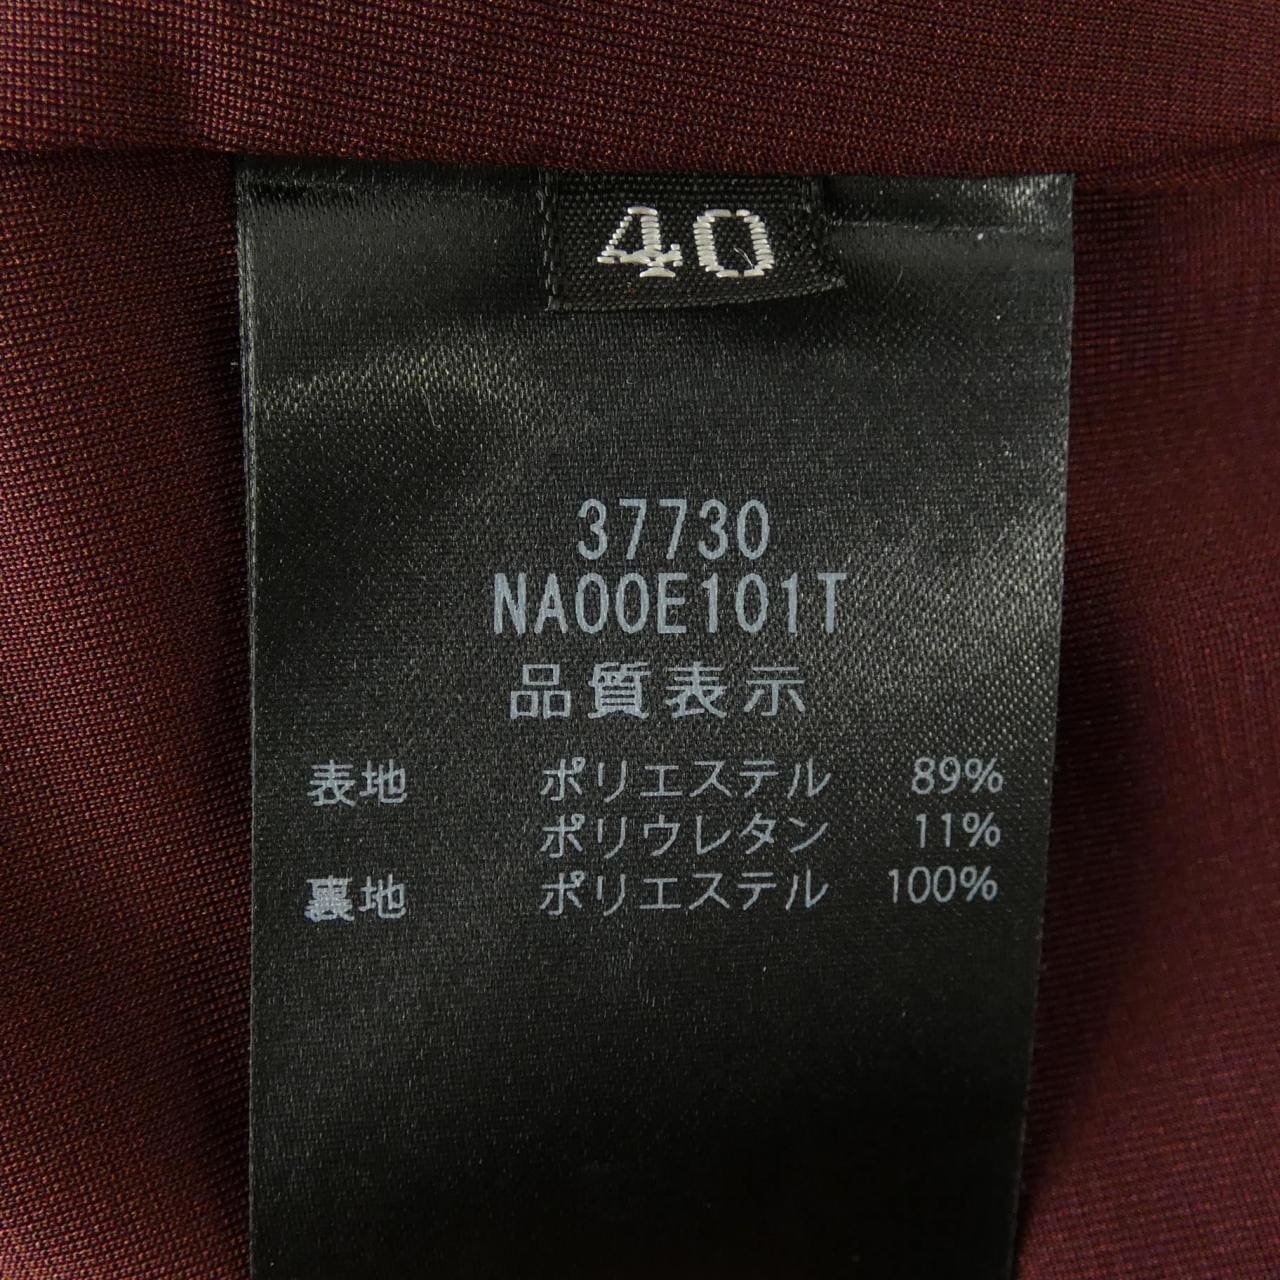 40
37730
NA00E101T
品質表示
表地 ポリエステル 89%
ポリウレタン 11%
裏地 ポリエステル 100%